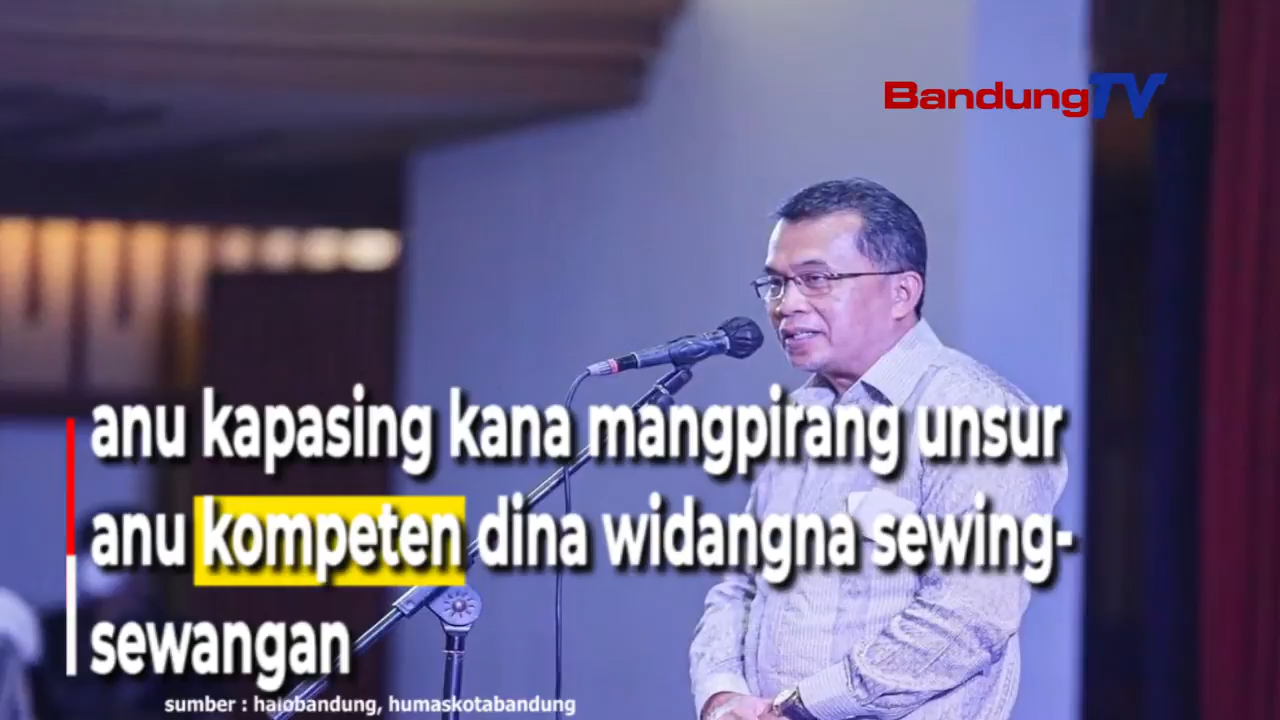 BandungTV
anu kapasing kana mangpirang unsur
anu kompeten dina widangna sewing-
sewangan
sumber : halobandung, humaskotabandung